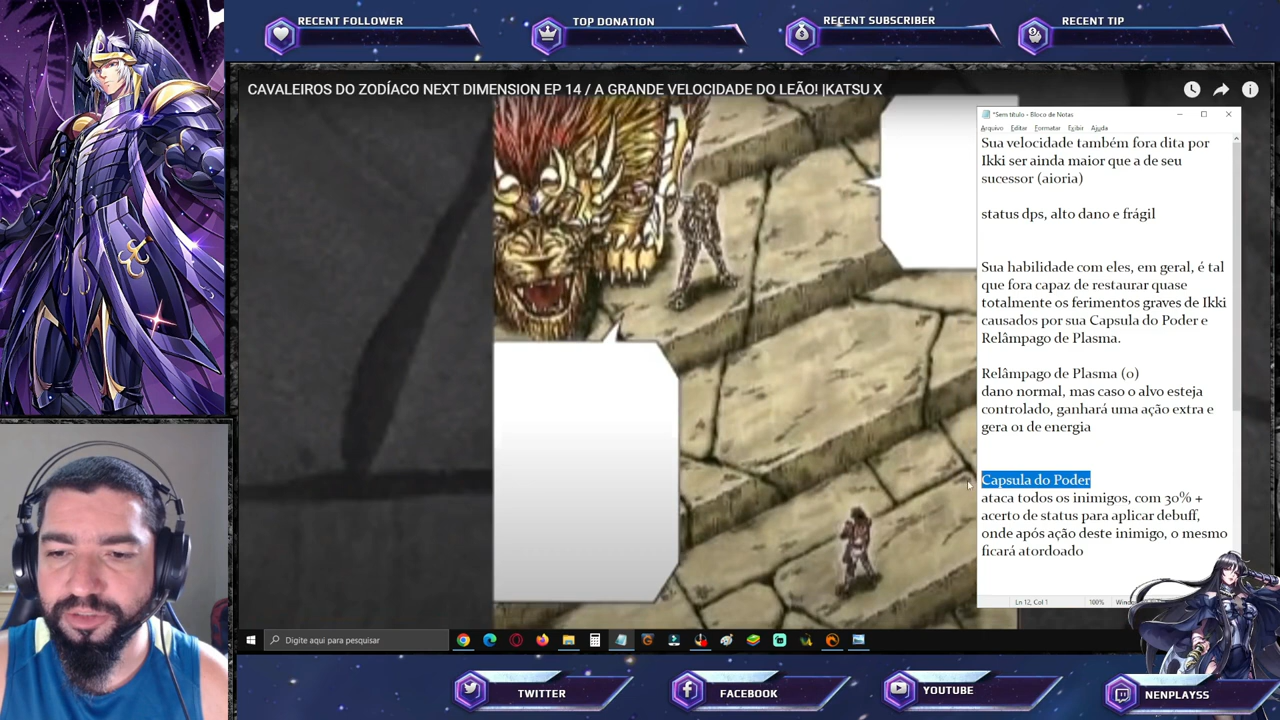 RECENT FOLLOWER
TOP DONATION
RECENT SUBSCRIBER
RECENT TIP
CAVALEIROS DO ZODÍACO NEXT DIMENSION EP 14 / A GRANDE VELOCIDADE DO LEÃO! |KATSU X
*Sem título - Bloco de Notas
Arquivo Editar Formatar Exibir Ajuda
Sua velocidade também fora dita por
Ikki ser ainda maior que a de seu
sucessor (aioria)
status dps, alto dano e frágil
Sua habilidade com eles, em geral, é tal
que fora capaz de restaurar quase
totalmente os ferimentos graves de Ikki
causados por sua Capsula do Poder e
Relâmpago de Plasma.
Relâmpago de Plasma (0)
dano normal, mas caso o alvo esteja
controlado, ganhará uma ação extra e
gera 01 de energia
Capsula do Poder
ataca todos os inimigos, com 30% +
acerto de status para aplicar debuff,
onde após ação deste inimigo, o mesmo
ficará atordoado
Ln 12, Col 1 100%
Digite aqui para pesquisar
TWITTER
FACEBOOK
YOUTUBE
NENPLAYSS